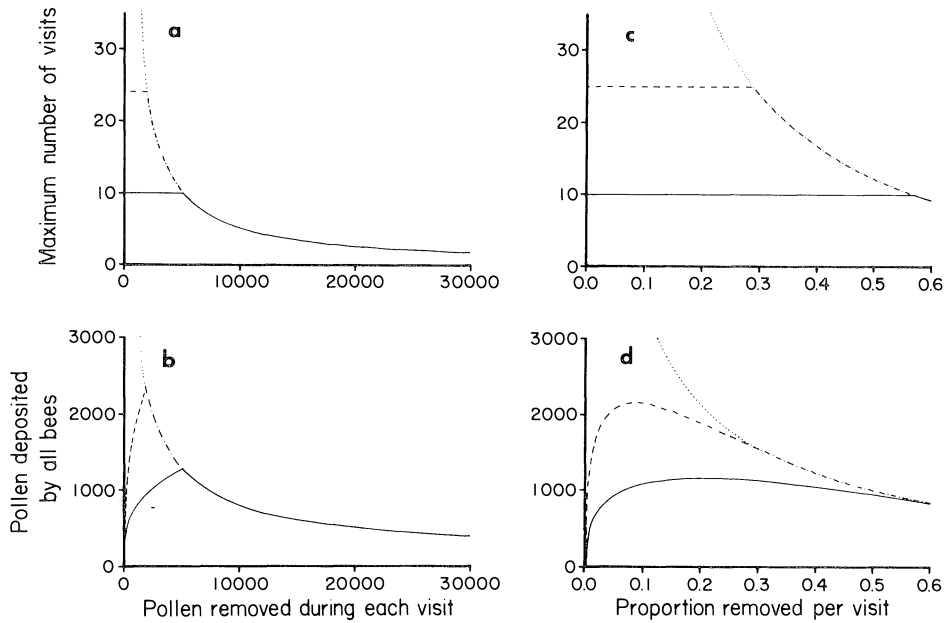 Maximum number of visits
30
20
10
0
a
0 10000 20000 30000
30
20
10
0
c
0.0 0.1 0.2 0.3 0.4 0.5 0.6
Pollen deposited
by all bees
3000
2000
1000
0
b
0 10000 20000 30000
Pollen removed during each visit
3000
2000
1000
0
d
0.0 0.1 0.2 0.3 0.4 0.5 0.6
Proportion removed per visit